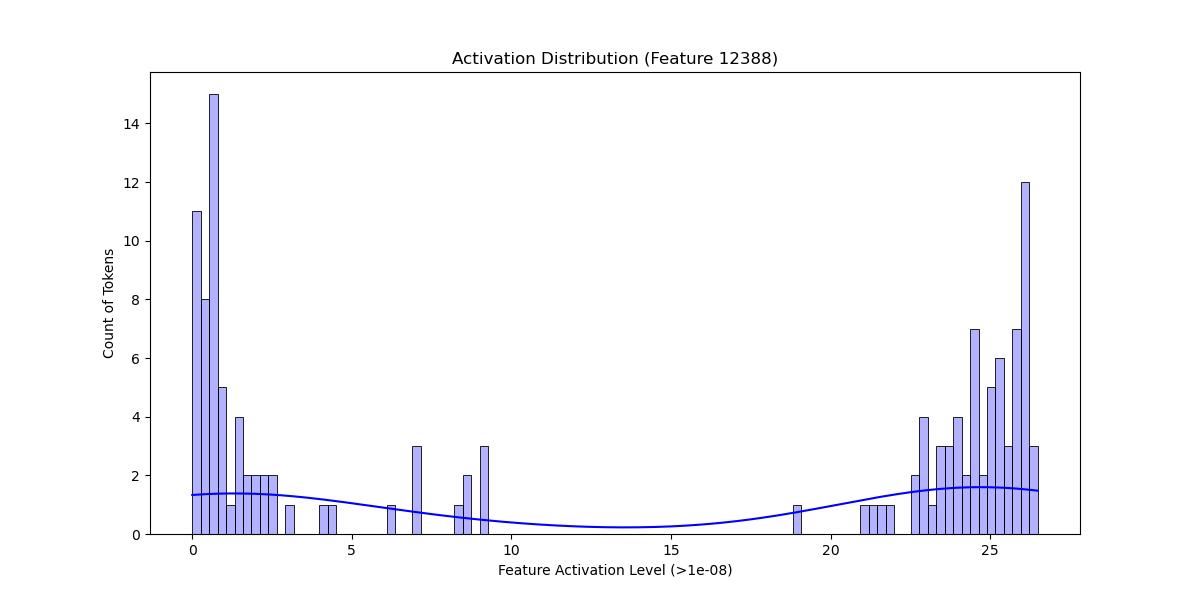 Activation Distribution (Feature 12388)
Count of Tokens
14
12
10
8
6
4
2
0
0 5 10 15 20 25
Feature Activation Level (>1e-08)